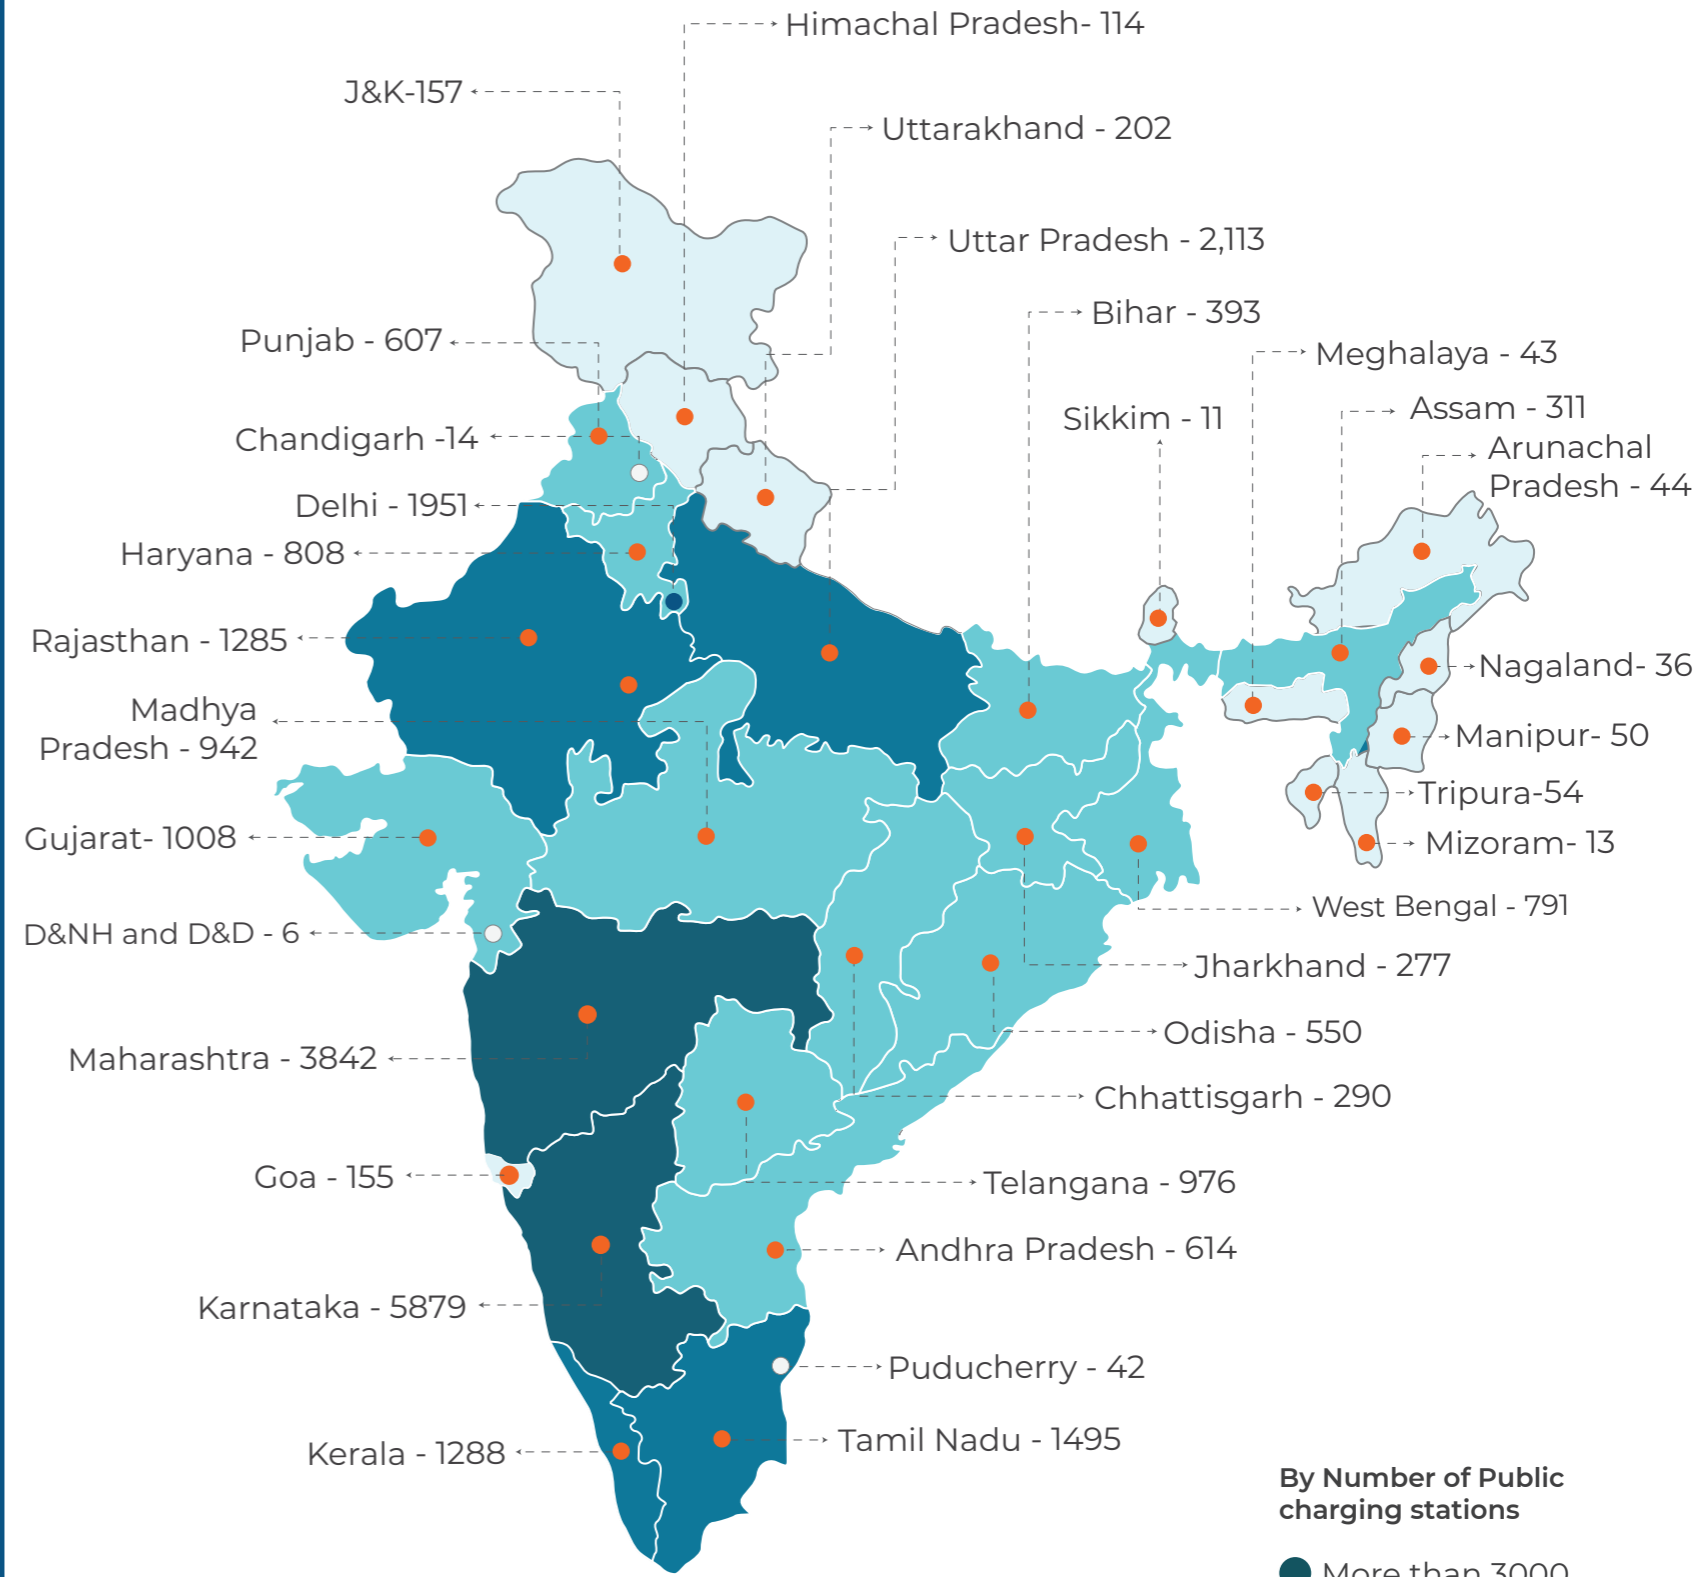 Himachal Pradesh- 114
J&K-157
Uttarakhand - 202
Uttar Pradesh - 2,113
Bihar - 393
Punjab - 607
Meghalaya - 43
Assam - 311
Sikkim - 11
Chandigarh -14
Arunachal
Pradesh - 44
Delhi - 1951
Haryana - 808
Rajasthan - 1285
Nagaland- 36
Madhya
Pradesh - 942
Manipur- 50
Tripura-54
Gujarat- 1008
Mizoram- 13
West Bengal - 791
D&NH and D&D - 6
Jharkhand - 277
Odisha - 550
Maharashtra - 3842
Chhattisgarh - 290
Goa - 155
Telangana - 976
Andhra Pradesh - 614
Karnataka - 5879
Puducherry - 42
Tamil Nadu - 1495
Kerala - 1288
By Number of Public
charging stations
More than 3000